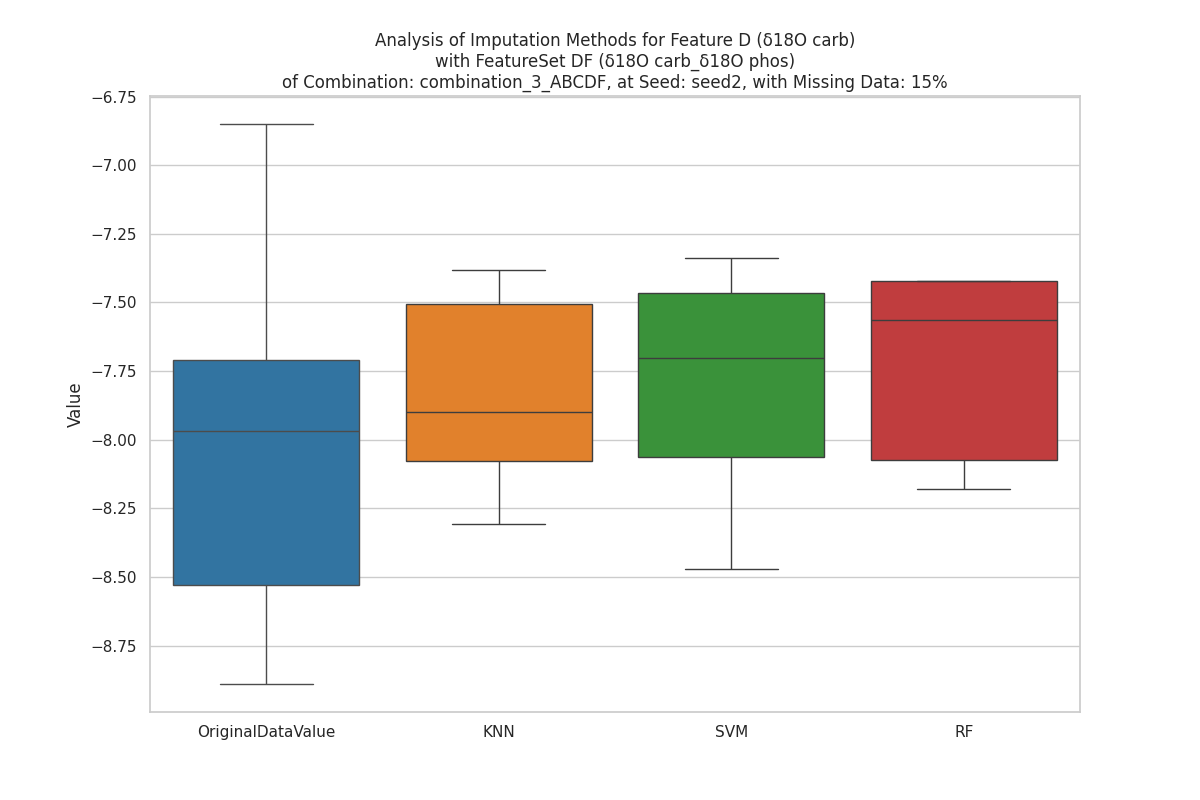 Analysis of Imputation Methods for Feature D (δ18O carb)
with FeatureSet DF (δ18O carb_δ18O phos)
of Combination: combination_3_ABCDF, at Seed: seed2, with Missing Data: 15%
−6.75
−7.00
−7.25
−7.50
−7.75
−8.00
−8.25
−8.50
−8.75
Value
OriginalDataValue
KNN
SVM
RF